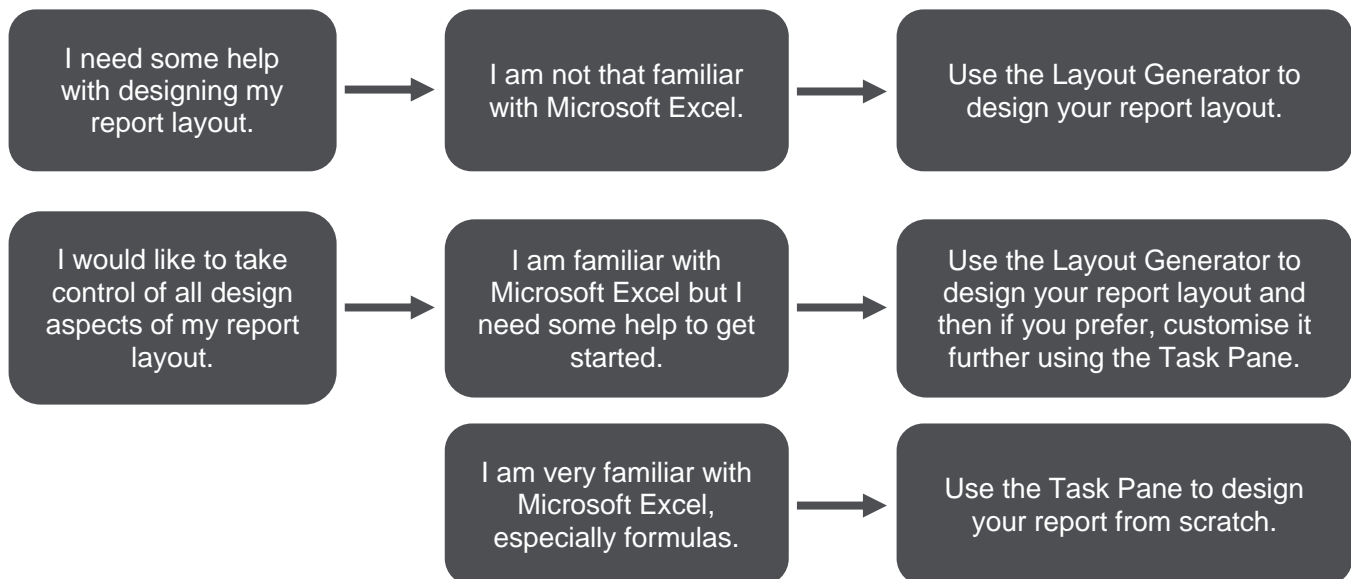 I need some help
with designing my
report layout.
I am not that familiar
with Microsoft Excel.
Use the Layout Generator to
design your report layout.
I would like to take
control of all design
aspects of my report
layout.
I am familiar with
Microsoft Excel but I
need some help to get
started.
Use the Layout Generator to
design your report layout and
then if you prefer, customise it
further using the Task Pane.
I am very familiar with
Microsoft Excel,
especially formulas.
Use the Task Pane to design
your report from scratch.